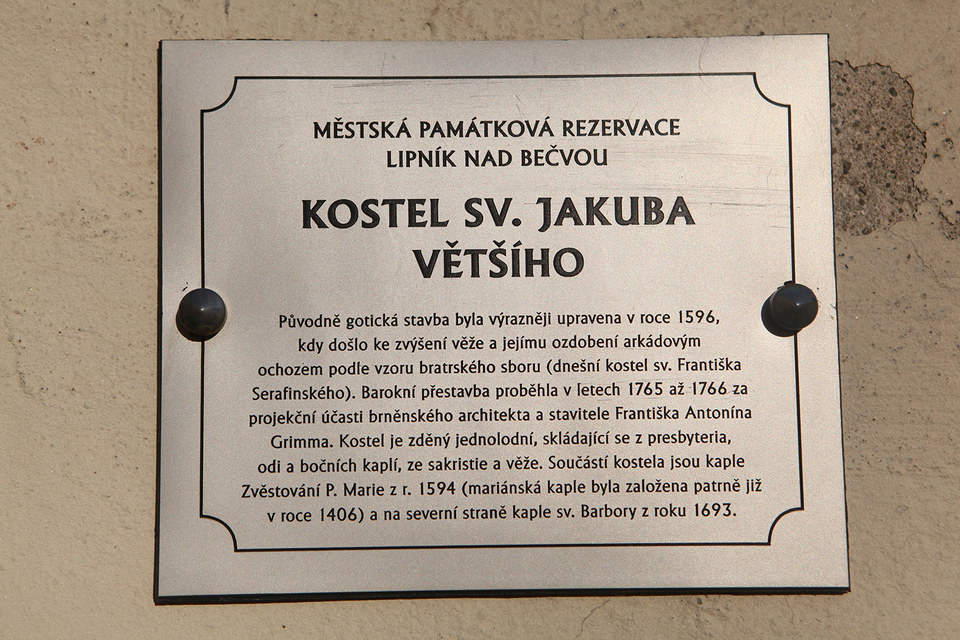 MĚSTSKÁ PAMÁTKOVÁ REZERVACE
LIPNÍK NAD BEČVOU
KOSTEL SV. JAKUBA
VĚTŠÍHO
Původně gotická stavba byla výrazněji upravena v roce 1596,
kdy došlo ke zvýšení věže a jejímu ozdobení arkádovým
ochozem podle vzoru bratrského sboru (dnešní kostel sv. Františka
Serafinského). Barokní přestavba proběhla v letech 1765 až 1766 za
projekční účasti brněnského architekta a stavitele Františka Antonína
Grimma. Kostel je zděný jednolodní, skládající se z presbyteria,
odi a bočních kaplí, ze sakristie a věže. Součástí kostela jsou kaple
Zvěstování P. Marie z r. 1594 (mariánská kaple byla založena patrně již
v roce 1406) a na severní straně kaple sv. Barbory z roku 1693.